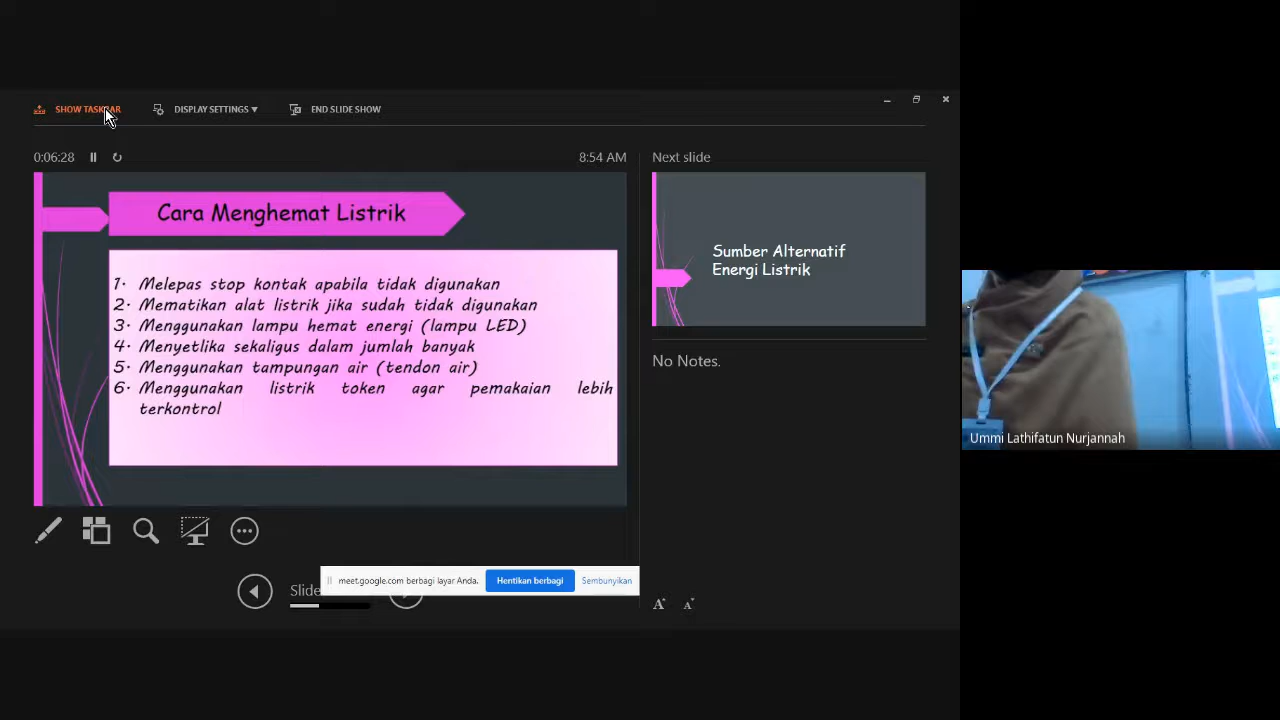 SHOW TASKBAR
DISPLAY SETTINGS
END SLIDE SHOW
0:06:28
8:54 AM
Next slide
Cara Menghemat Listrik
1. Melepas stop kontak apabila tidak digunakan
2. Mematikan alat listrik jika sudah tidak digunakan
3. Menggunakan lampu hemat energi (lampu LED)
4. Menyetlika sekaligus dalam jumlah banyak
5. Menggunakan tampungan air (tendon air)
6. Menggunakan listrik token agar pemakaian lebih
terkontrol
Sumber Alternatif
Energi Listrik
No Notes.
Ummi Lathifatun Nurjannah
meet.google.com berbagi layar Anda.
Hentikan berbagi
Sembunyikan
Slide
A
A